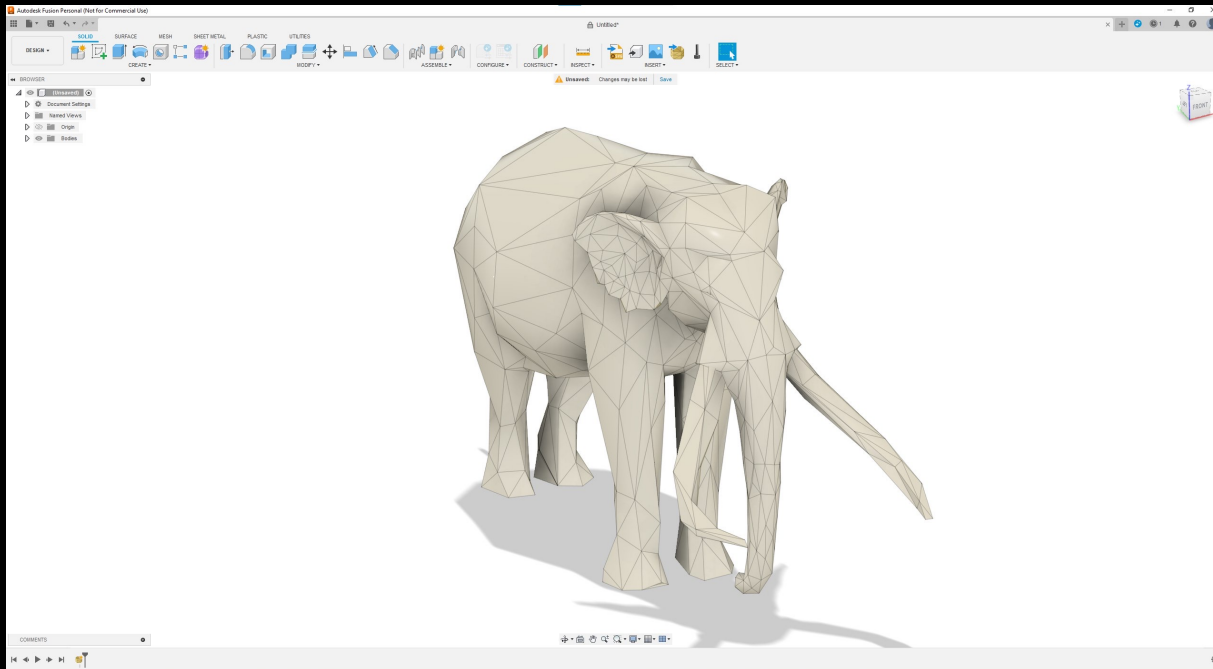 Autodesk Fusion Personal (Not for Commercial Use)
Untitled*
1
DESIGN
SOLID SURFACE MESH SHEET METAL PLASTIC UTILITIES
CREATE MODIFY ASSEMBLE CONFIGURE CONSTRUCT INSPECT INSERT SELECT
BROWSER
Unsaved: Changes may be lost Save
(Unsaved)
Document Settings
Named Views
Origin
Bodies
Z
FRONT
COMMENTS